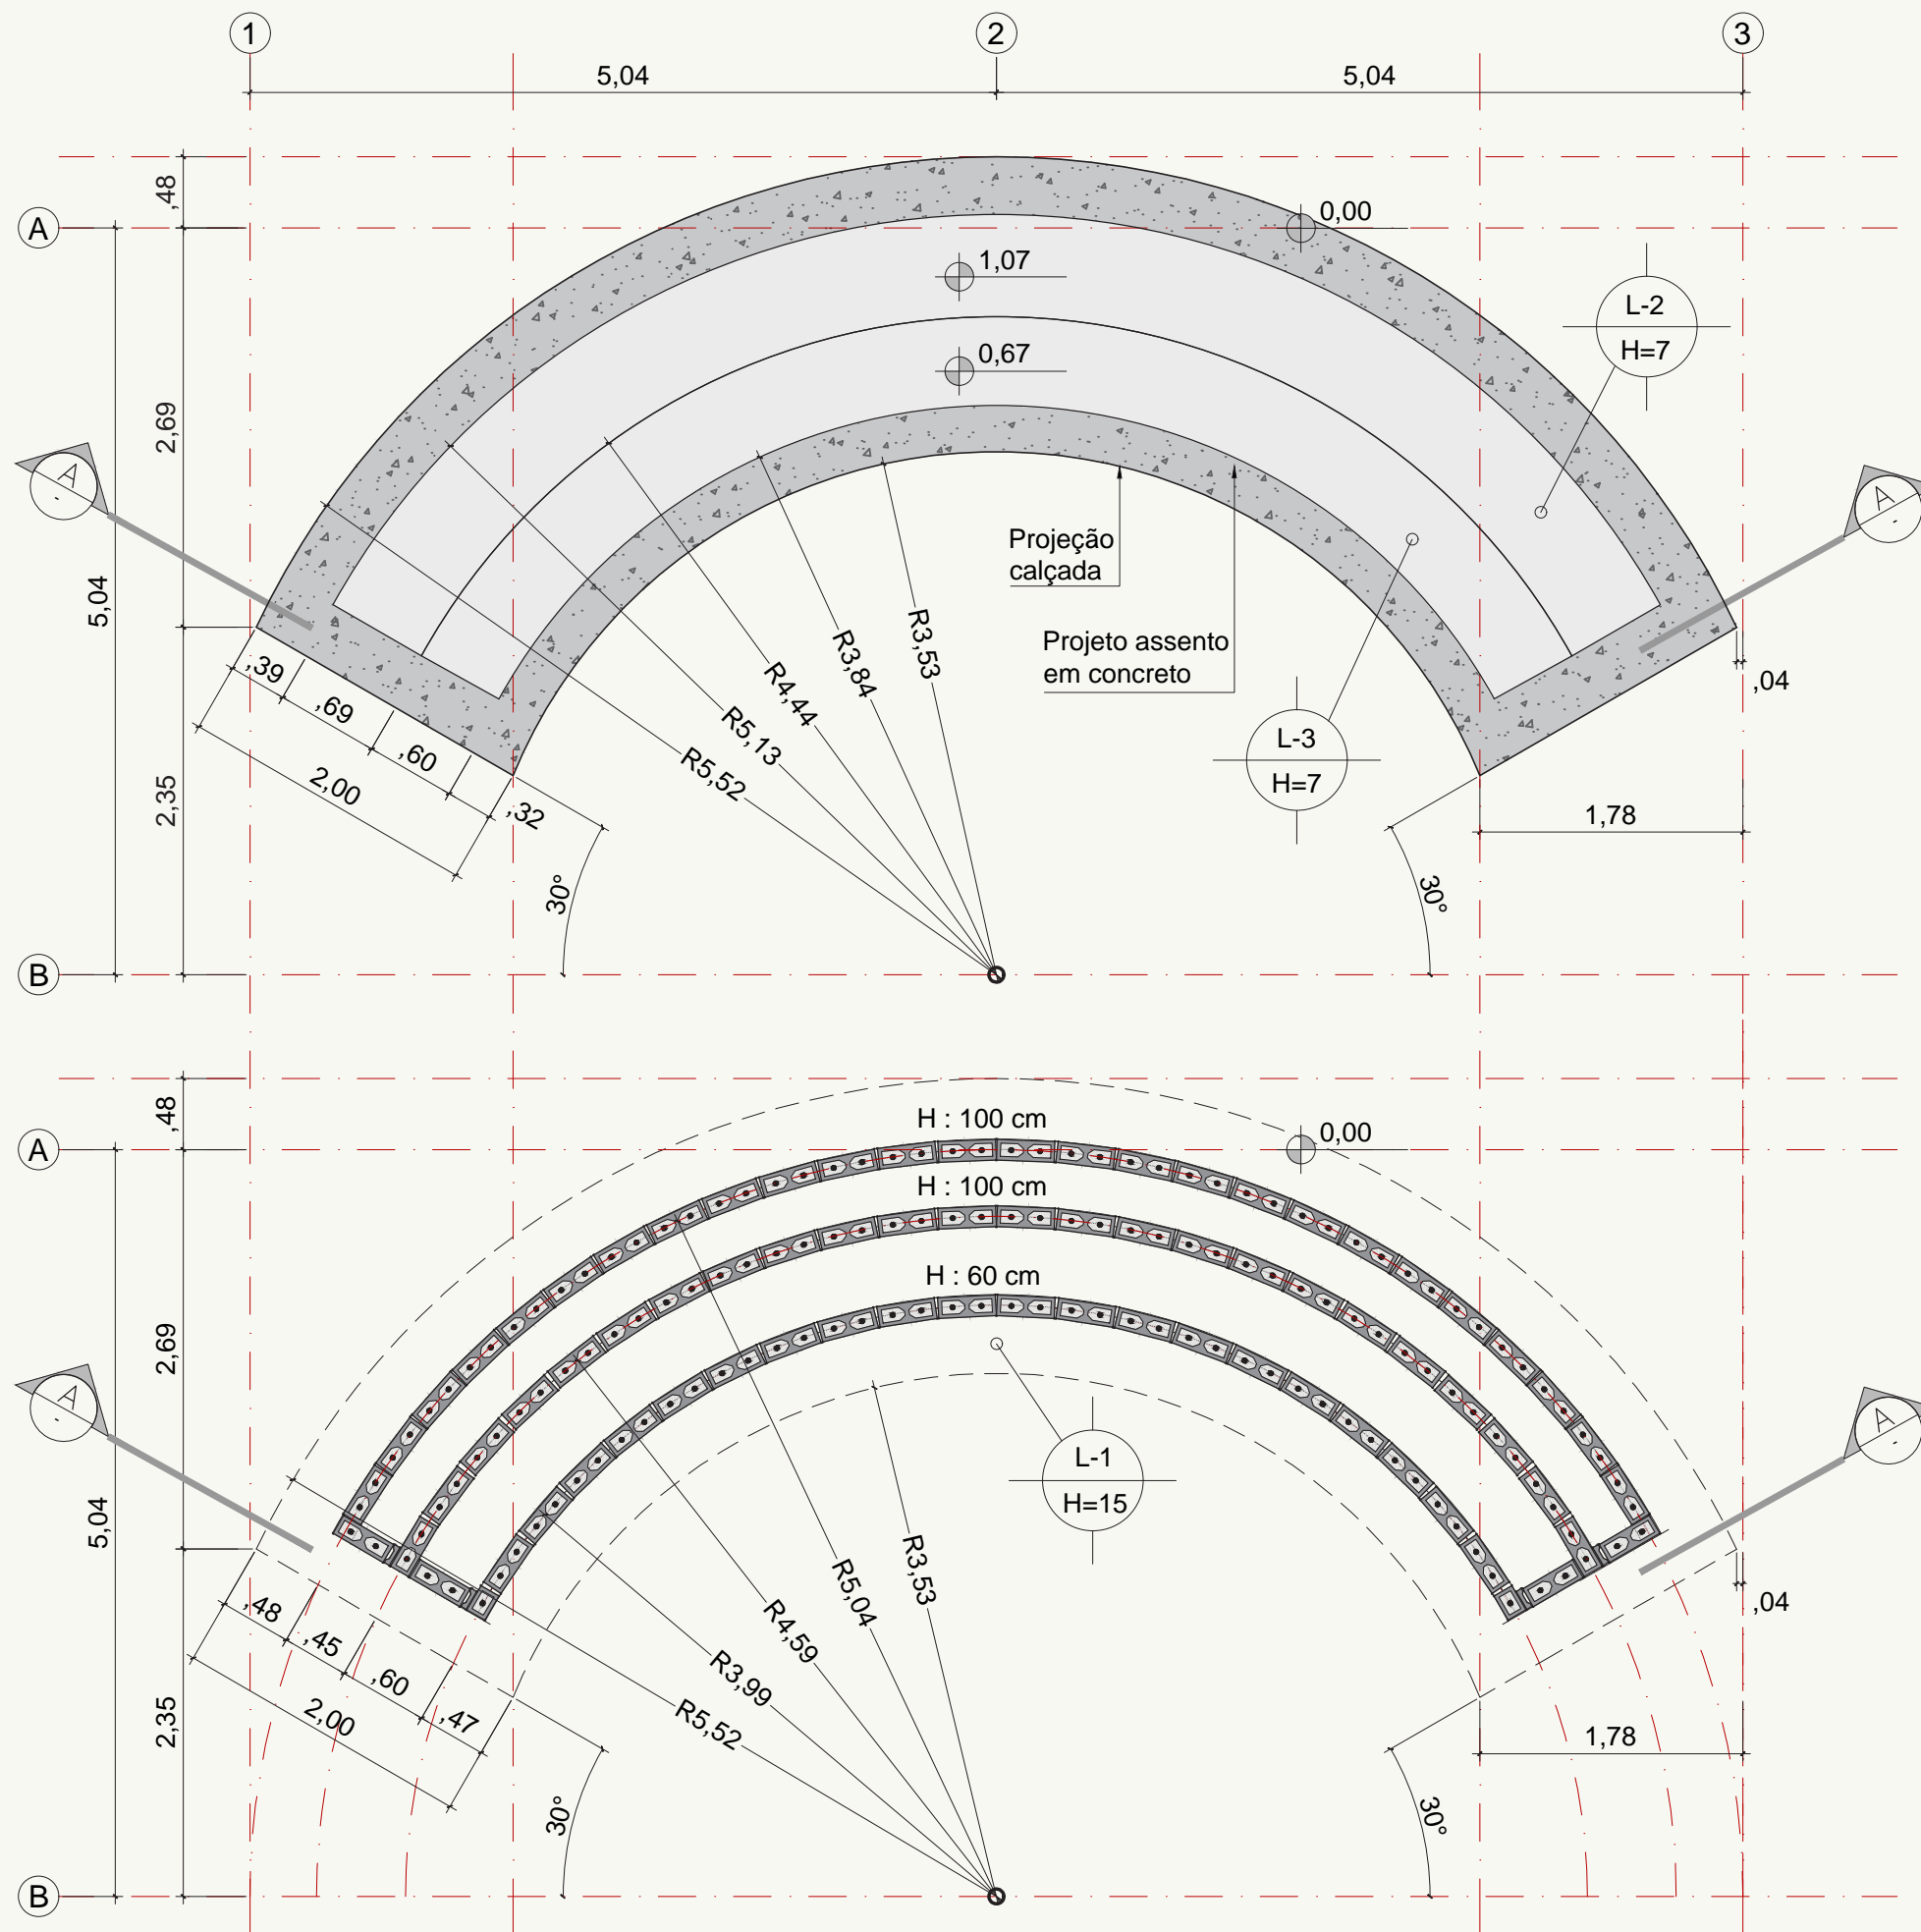 1
2
3
5,04
5,04
,48
A
0,00
1,07
L-2
H=7
0,67
2,69
A
-
A
-
Projeção
calçada
5,04
R3,53
R3,84
Projeto assento
em concreto
R4,44
,39
,69
R5,13
,04
L-3
H=7
,60
R5,52
2,00
,32
2,35
1,78
30°
30°
B
,48
H : 100 cm
A
0,00
H : 100 cm
H : 60 cm
2,69
A
-
A
-
L-1
H=15
5,04
R3,53
R5,04
,04
,48
,45
R4,59
,60
R3,99
2,00
,47
R5,52
2,35
1,78
30°
30°
B